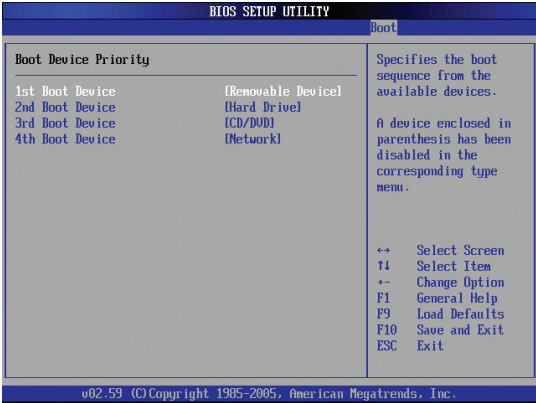 BIOS SETUP UTILITY
Boot
Boot Device Priority
1st Boot Device [Removable Device]
2nd Boot Device [Hard Drive]
3rd Boot Device [CD/DVD]
4th Boot Device [Network]
Specifies the boot
sequence from the
available devices.
A device enclosed in
parenthesis has been
disabled in the
corresponding type
menu.
↔ Select Screen
↑↓ Select Item
+- Change Option
F1 General Help
F9 Load Defaults
F10 Save and Exit
ESC Exit
v02.59 (C)Copyright 1985-2005, American Megatrends, Inc.